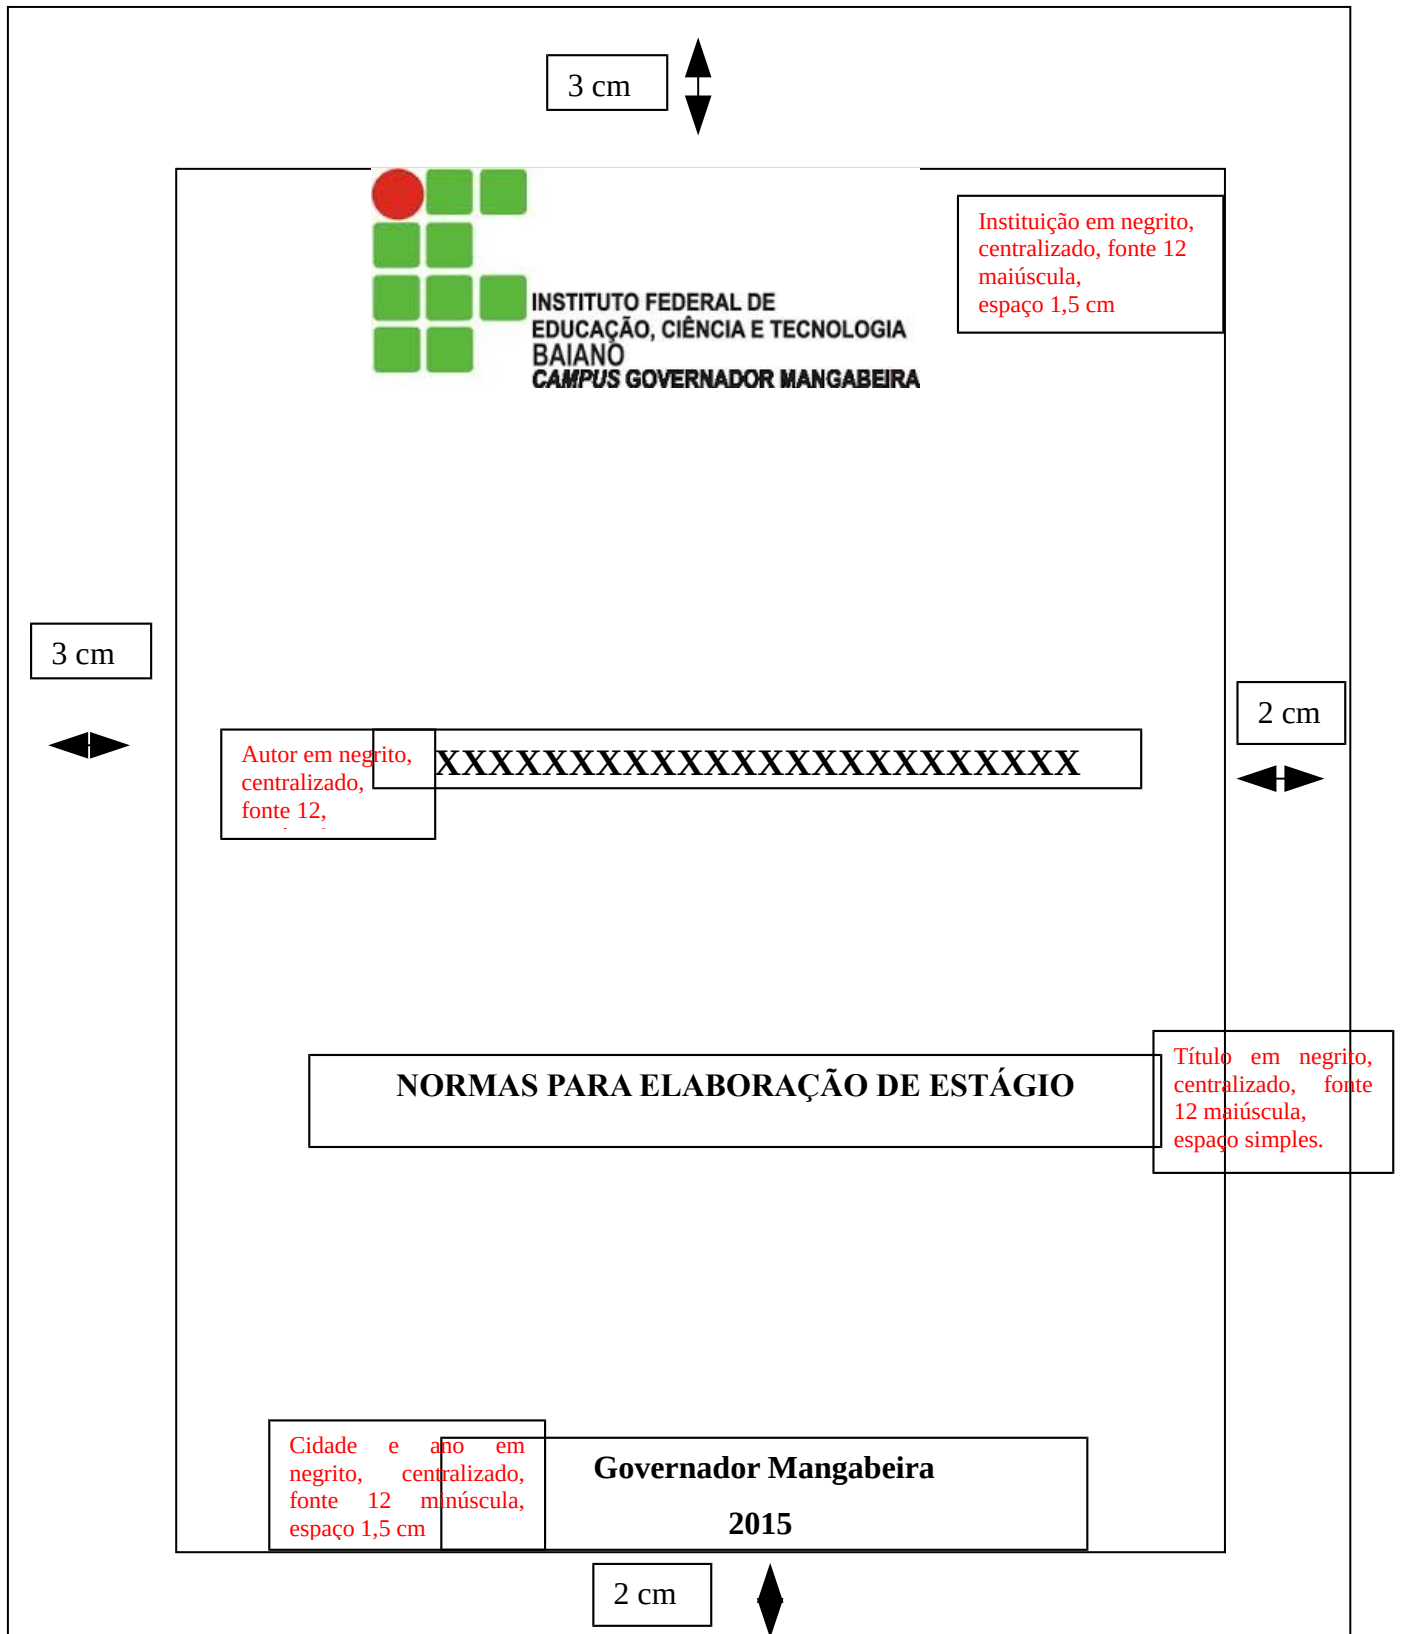 3 cm
Instituição em negrito,
centralizado, fonte 12
maiúscula,
espaço 1,5 cm
INSTITUTO FEDERAL DE
EDUCAÇÃO, CIÊNCIA E TECNOLOGIA
BAIANO
CAMPUS GOVERNADOR MANGABEIRA
3 cm
2 cm
Autor em negrito,
centralizado,
fonte 12,
XXXXXXXXXXXXXXXXXXXXXXXX
NORMAS PARA ELABORAÇÃO DE ESTÁGIO
Título em negrito,
centralizado, fonte
12 maiúscula,
espaço simples.
Cidade e ano em
negrito, centralizado,
fonte 12 minúscula,
espaço 1,5 cm
Governador Mangabeira
2015
2 cm